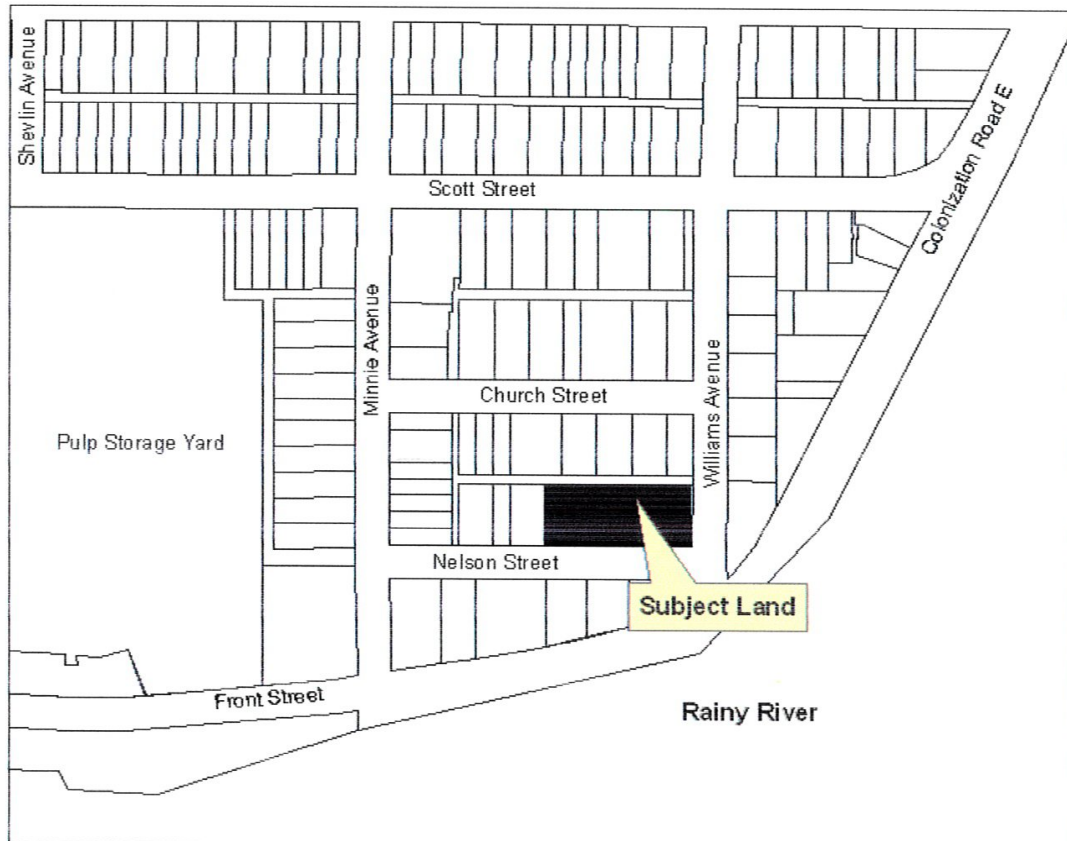 Shevlin Avenue
Scott Street
Colonization Road E
Minnie Avenue
Church Street
Williams Avenue
Pulp Storage Yard
Nelson Street
Subject Land
Front Street
Rainy River